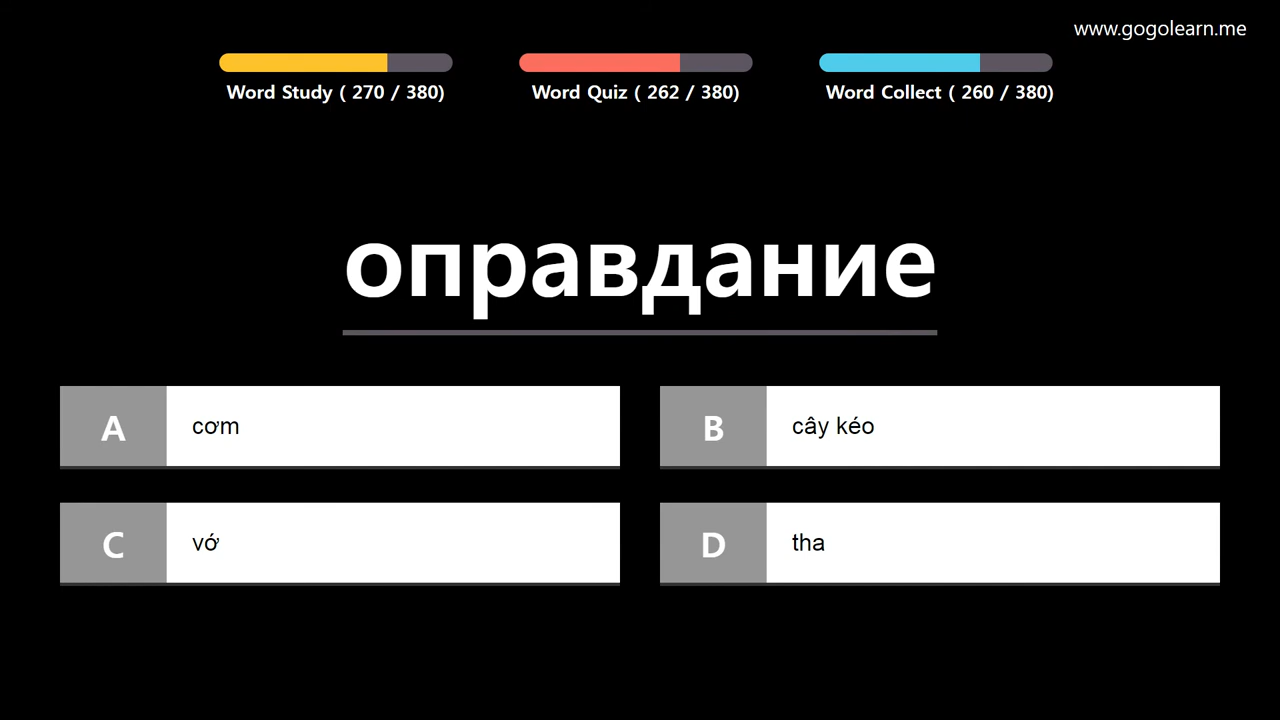 www.gogolearn.me
Word Study ( 270 / 380)
Word Quiz ( 262 / 380)
Word Collect ( 260 / 380)
оправдание
A
cơm
B
cây kéo
C
vớ
D
tha